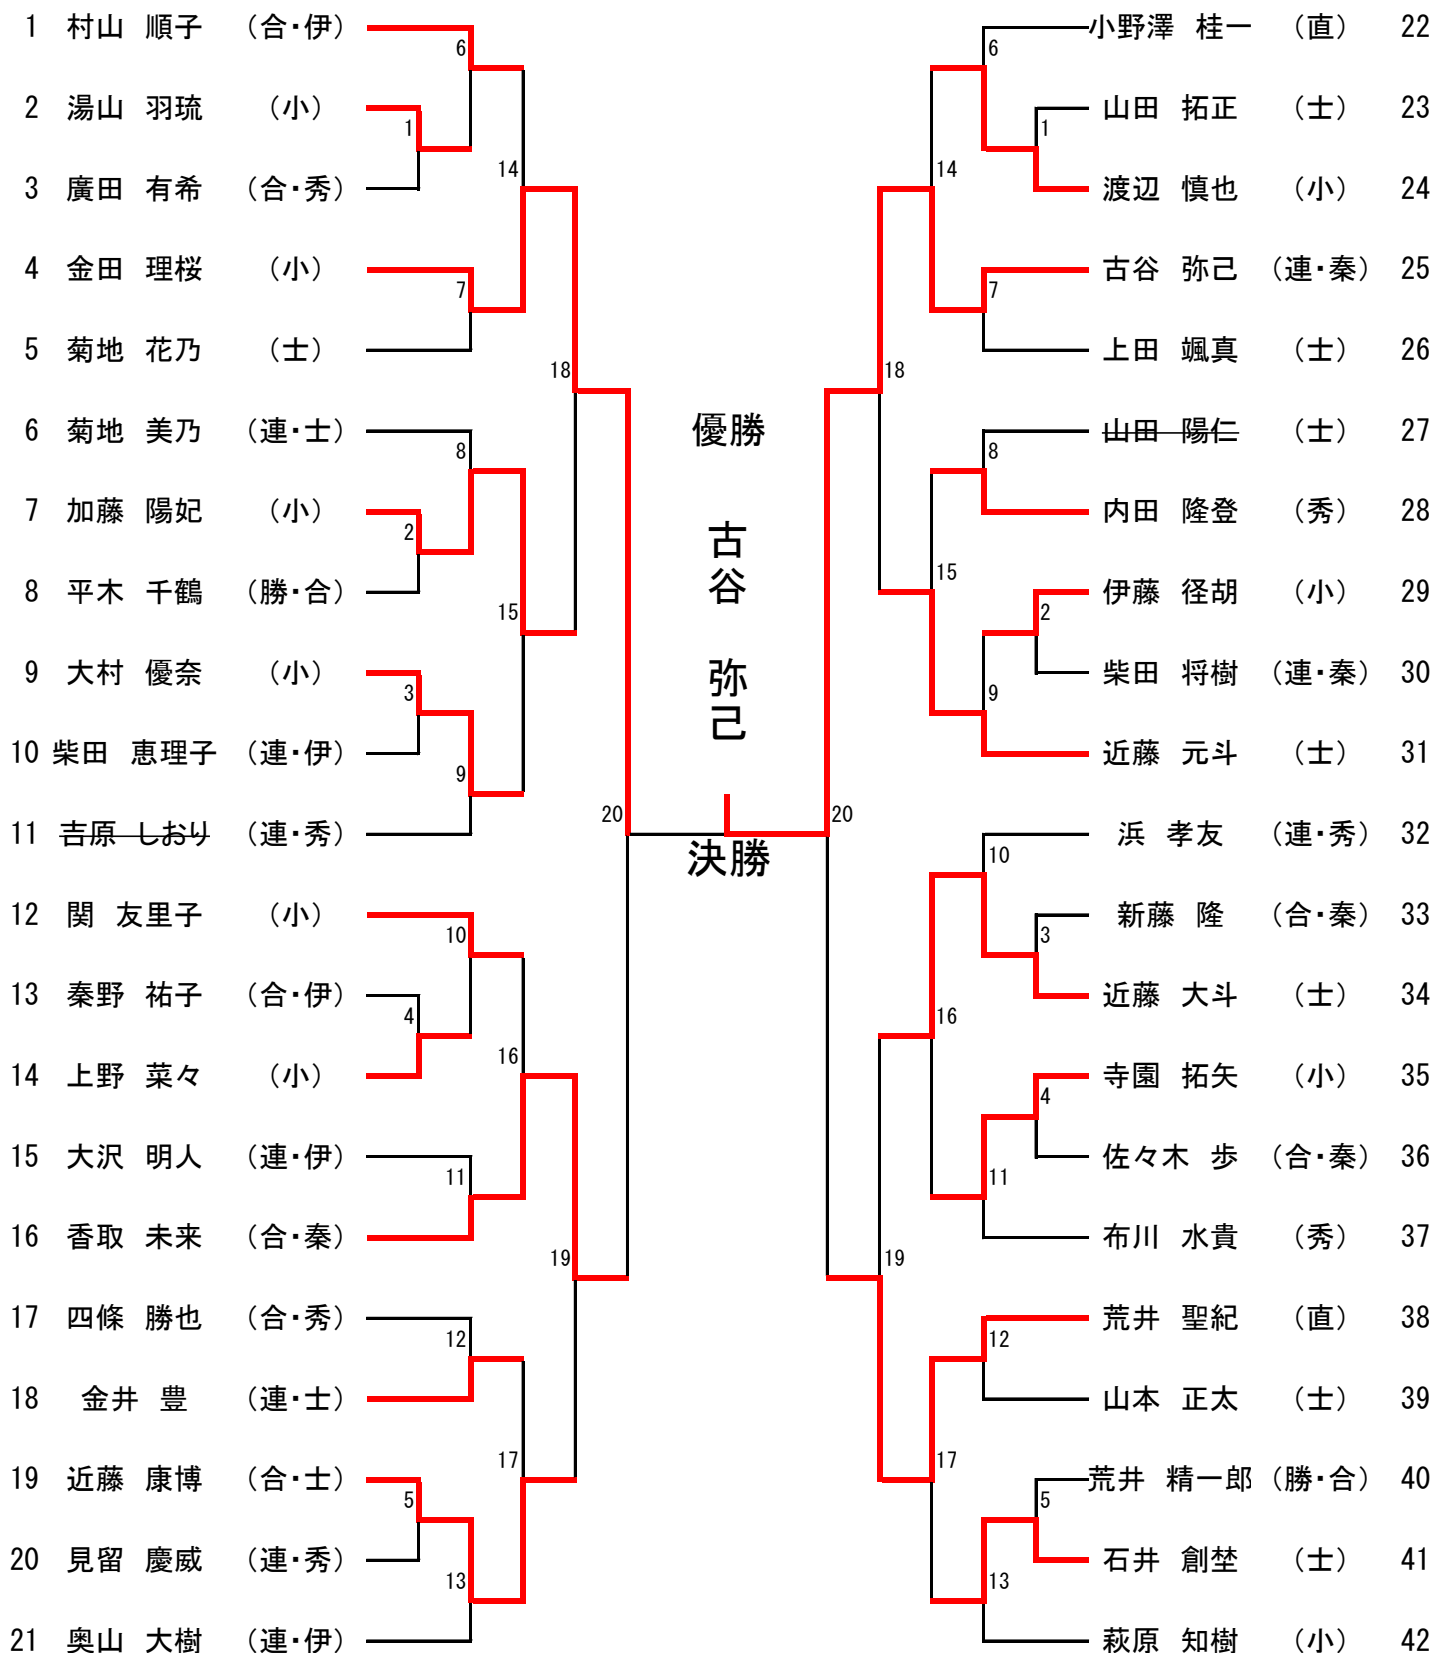 1 村山 順子 (合・伊)
2 湯山 羽琉 (小)
3 廣田 有希 (合・秀)
4 金田 理桜 (小)
5 菊地 花乃 (士)
6 菊地 美乃 (連・士)
7 加藤 陽妃 (小)
8 平木 千鶴 (勝・合)
9 大村 優奈 (小)
10 柴田 恵理子 (連・伊)
11 吉原 しおり (連・秀)
12 関 友里子 (小)
13 秦野 祐子 (合・伊)
14 上野 菜々 (小)
15 大沢 明人 (連・伊)
16 香取 未来 (合・秦)
17 四條 勝也 (合・秀)
18 金井 豊 (連・士)
19 近藤 康博 (合・士)
20 見留 慶威 (連・秀)
21 奥山 大樹 (連・伊)
6
1
14
7
18
8
2
15
3
9
20
10
4
16
11
19
12
17
5
13
優勝
古谷 弥己
決勝
6
1
14
7
18
8
15
2
9
20
10
3
16
4
11
19
12
17
5
13
小野澤 桂一 (直) 22
山田 拓正 (士) 23
渡辺 慎也 (小) 24
古谷 弥己 (連・秦) 25
上田 颯真 (士) 26
山田 陽仁 (士) 27
内田 隆登 (秀) 28
伊藤 径胡 (小) 29
柴田 将樹 (連・秦) 30
近藤 元斗 (士) 31
浜 孝友 (連・秀) 32
新藤 隆 (合・秦) 33
近藤 大斗 (士) 34
寺園 拓矢 (小) 35
佐々木 歩 (合・秦) 36
布川 水貴 (秀) 37
荒井 聖紀 (直) 38
山本 正太 (士) 39
荒井 精一郎 (勝・合) 40
石井 創埜 (士) 41
萩原 知樹 (小) 42